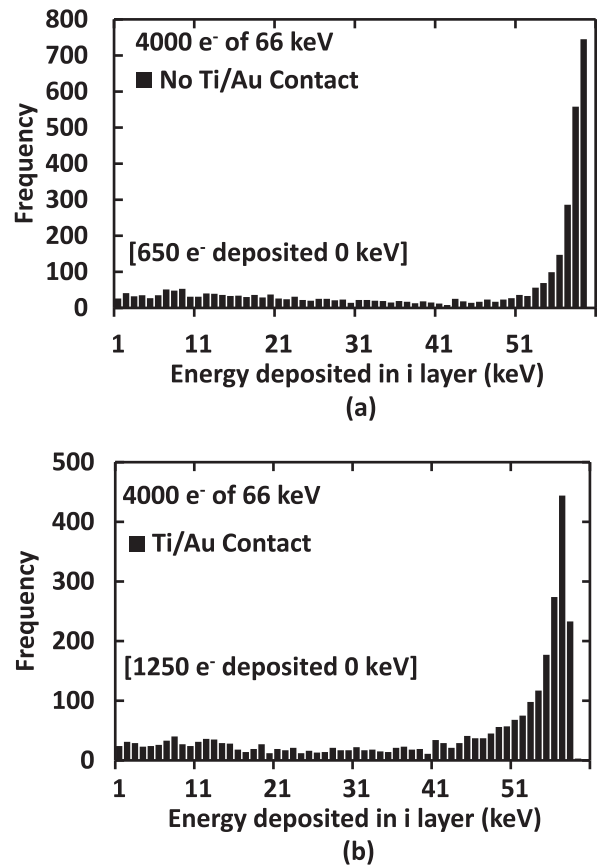 800
700
600
500
400
300
200
100
0
Frequency
4000 e- of 66 keV
■ No Ti/Au Contact
[650 e- deposited 0 keV]
1 11 21 31 41 51
Energy deposited in i layer (keV)
(a)
500
400
300
200
100
0
Frequency
4000 e- of 66 keV
■ Ti/Au Contact
[1250 e- deposited 0 keV]
1 11 21 31 41 51
Energy deposited in i layer (keV)
(b)